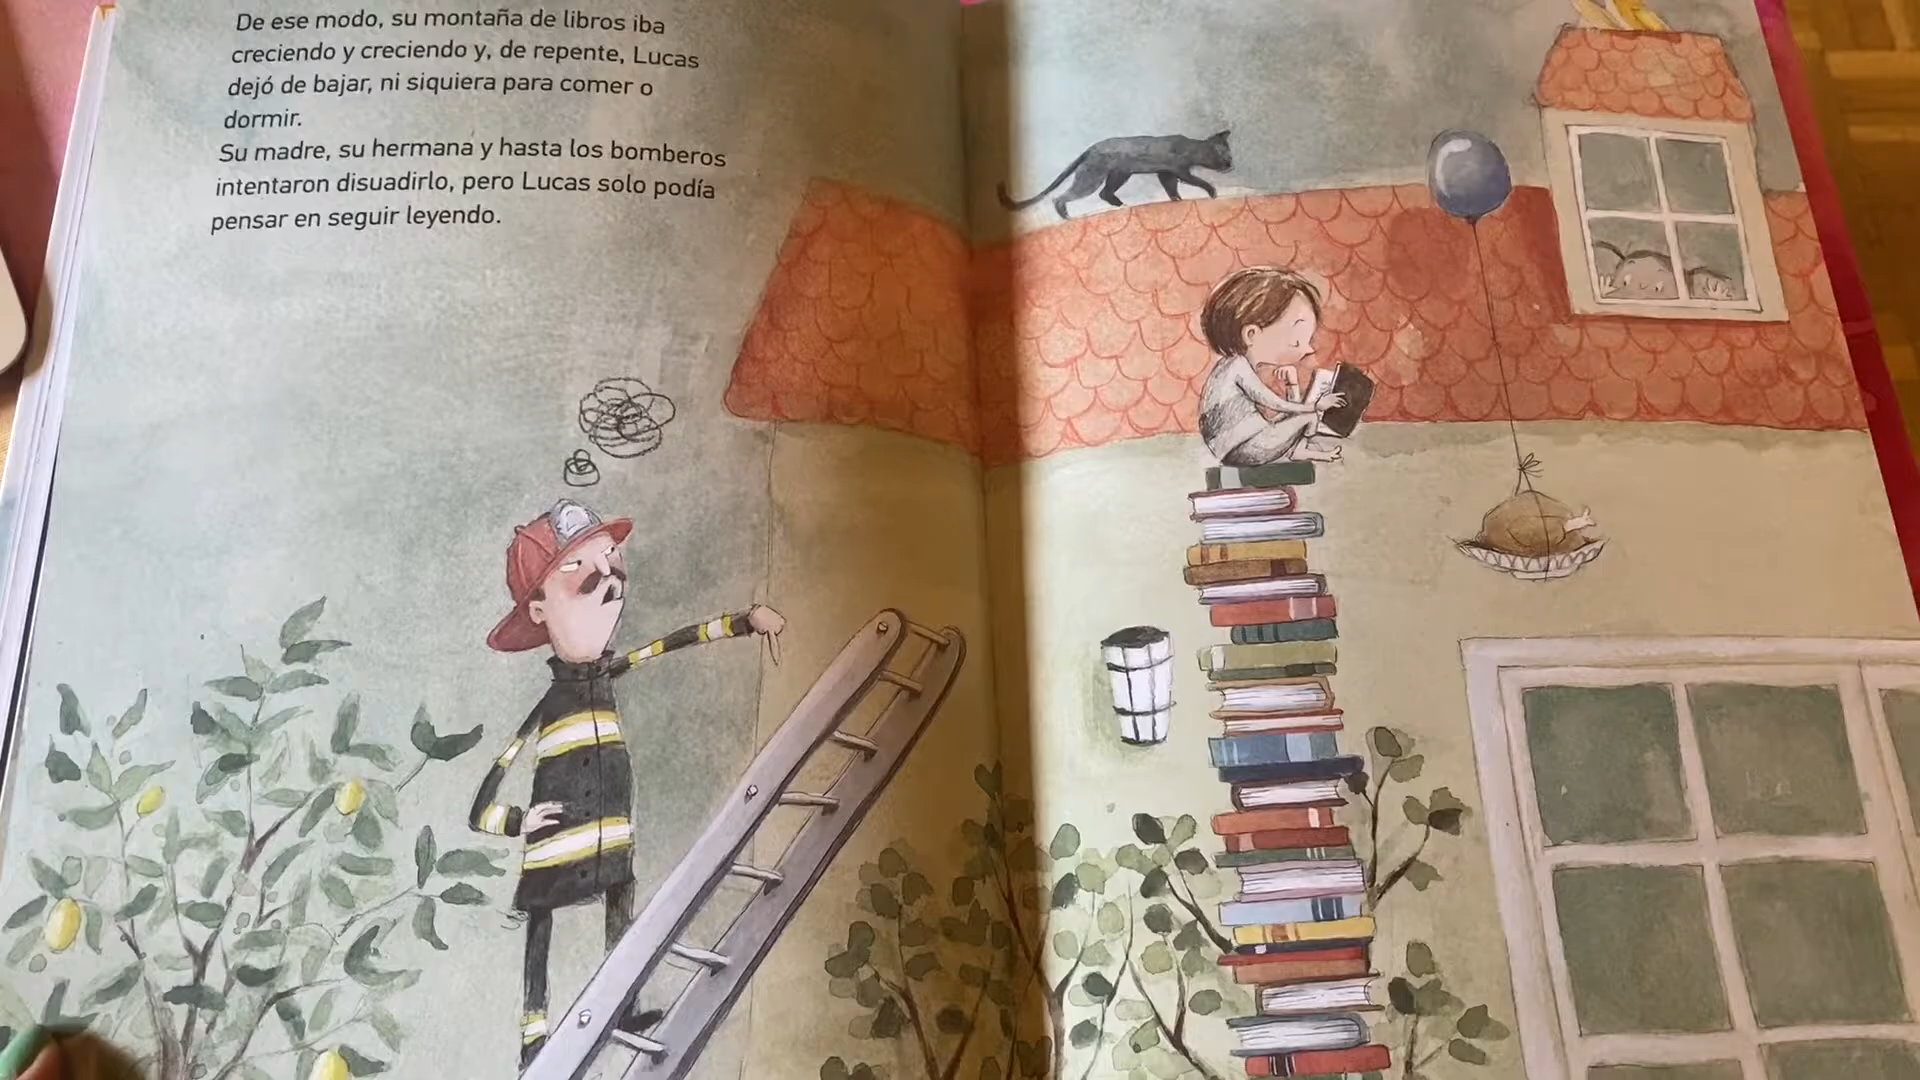 De ese modo, su montaña de libros iba
creciendo y creciendo y, de repente, Lucas
dejó de bajar, ni siquiera para comer o
dormir.
Su madre, su hermana y hasta los bomberos
intentaron disuadirlo, pero Lucas solo podía
pensar en seguir leyendo.